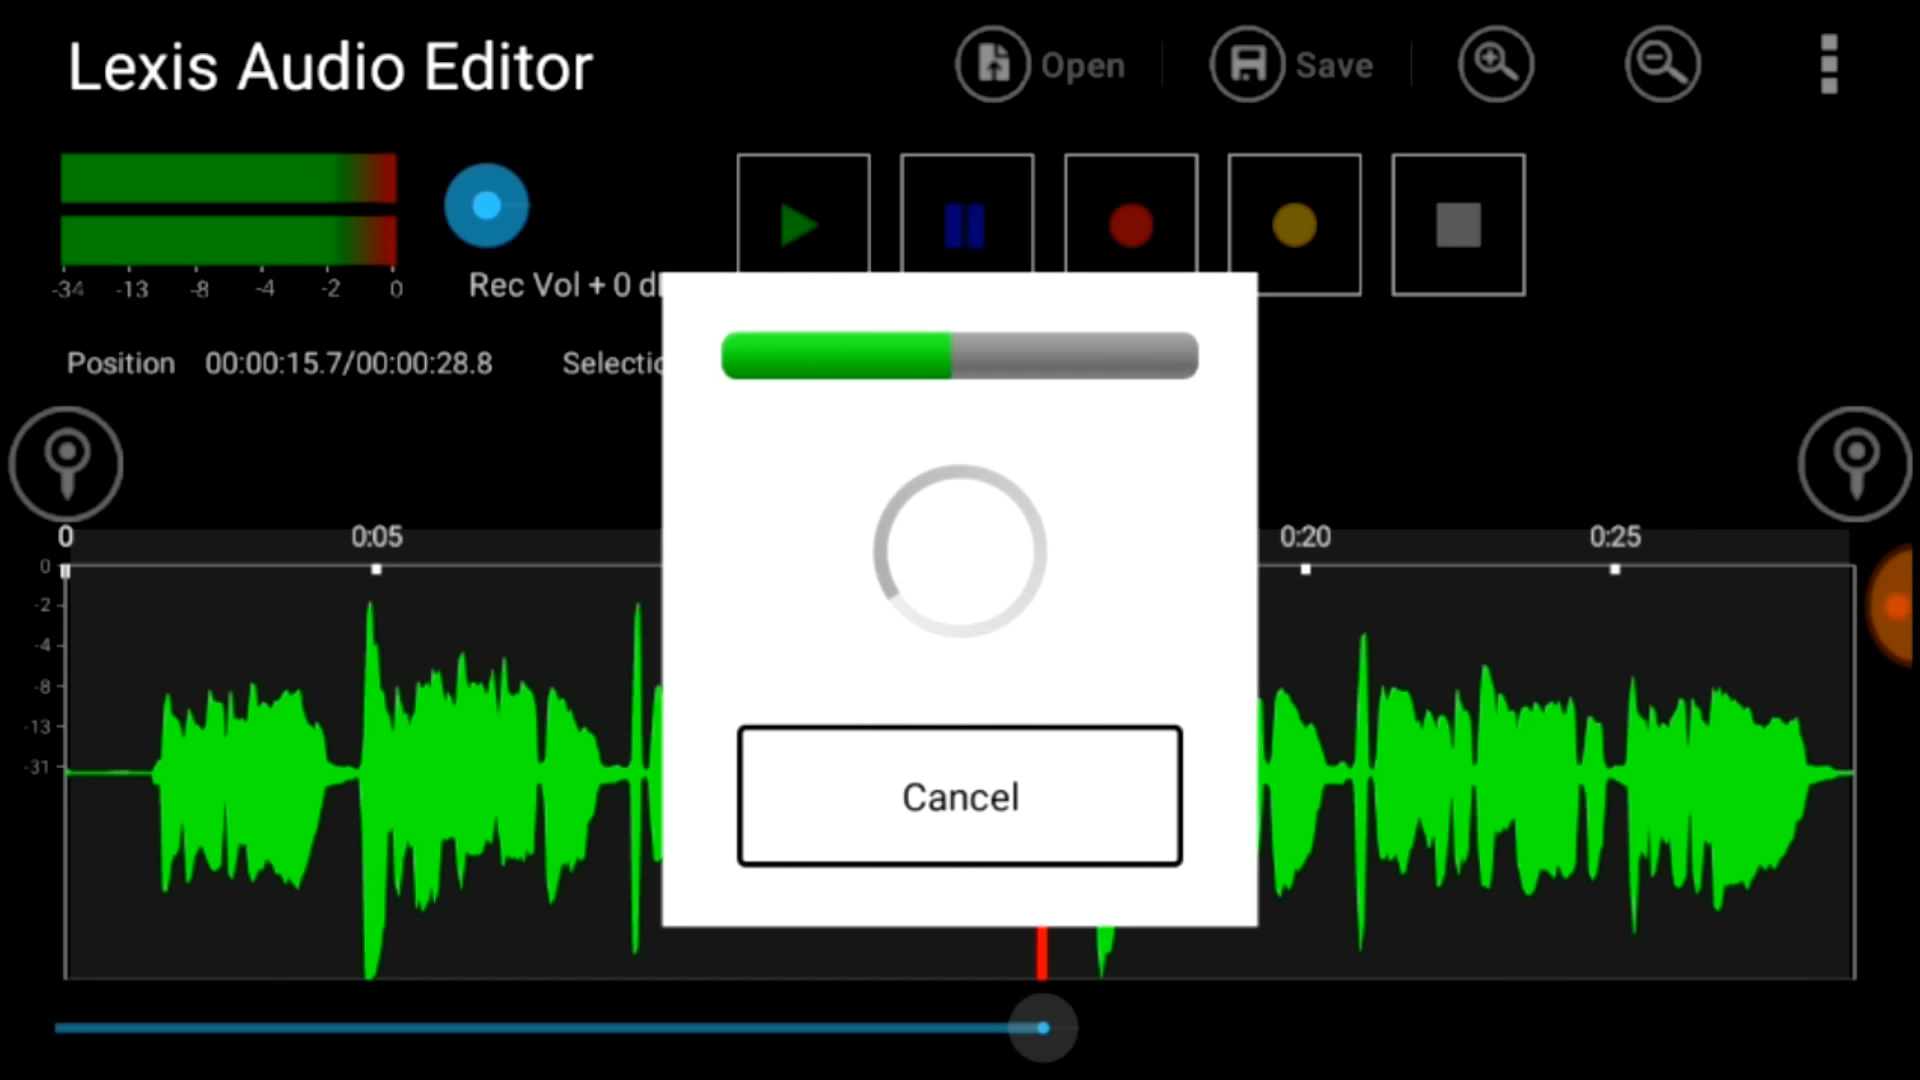 Lexis Audio Editor
Open
Save
-34 -13 -8 -4 -2 0
Rec Vol + 0
Position 00:00:15.7/00:00:28.8
0 0:05 0:20 0:25
0
-2
-4
-8
-13
-31
Cancel